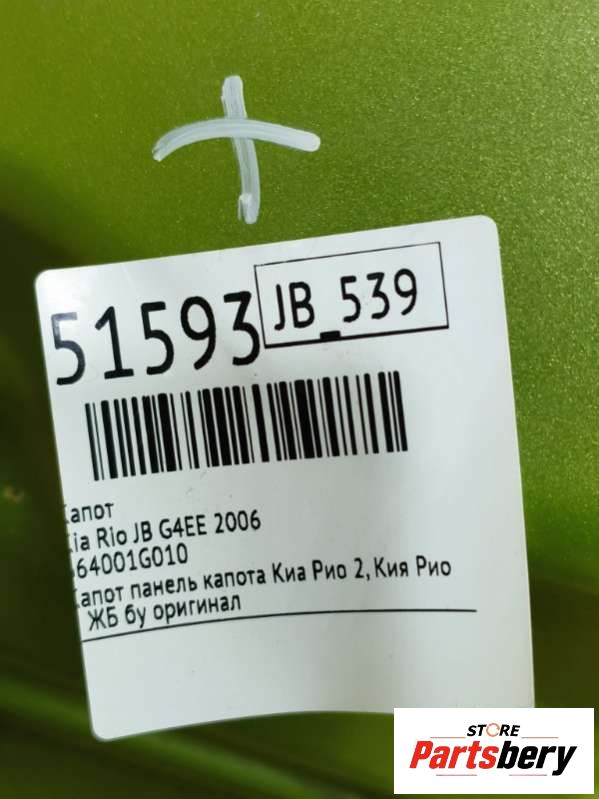 51593 JB_539
Капот
Kia Rio JB G4EE 2006
664001G010
Капот панель капота Киа Рио 2, Кия Рио
ЖБ бу оригинал
STORE
Partsbery